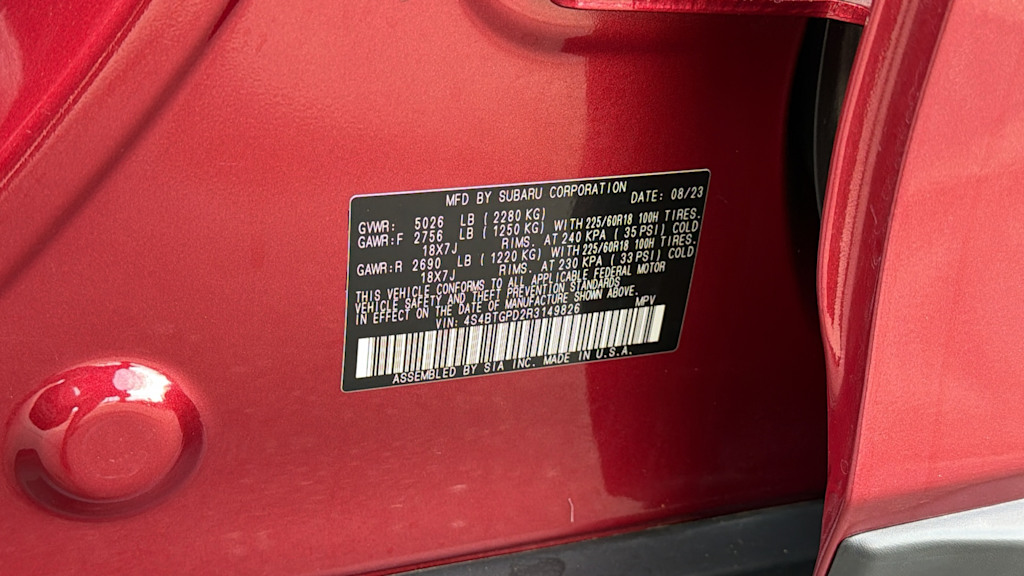 MFD BY SUBARU CORPORATION DATE: 08/23
GVWR: 5026 LB ( 2280 KG)
GAWR:F 2756 LB ( 1250 KG) WITH 225/60R18 100H TIRES.
18X7J RIMS. AT 240 KPA ( 35 PSI) COLD
GAWR:R 2690 LB ( 1220 KG) WITH 225/60R18 100H TIRES.
18X7J RIMS. AT 230 KPA ( 33 PSI) COLD
THIS VEHICLE CONFORMS TO ALL APPLICABLE FEDERAL MOTOR
VEHICLE SAFETY AND THEFT PREVENTION STANDARDS
IN EFFECT ON THE DATE OF MANUFACTURE SHOWN ABOVE.
VIN: 4S4BTGPD2R3149826 MPV
ASSEMBLED BY SIA INC. MADE IN U.S.A.